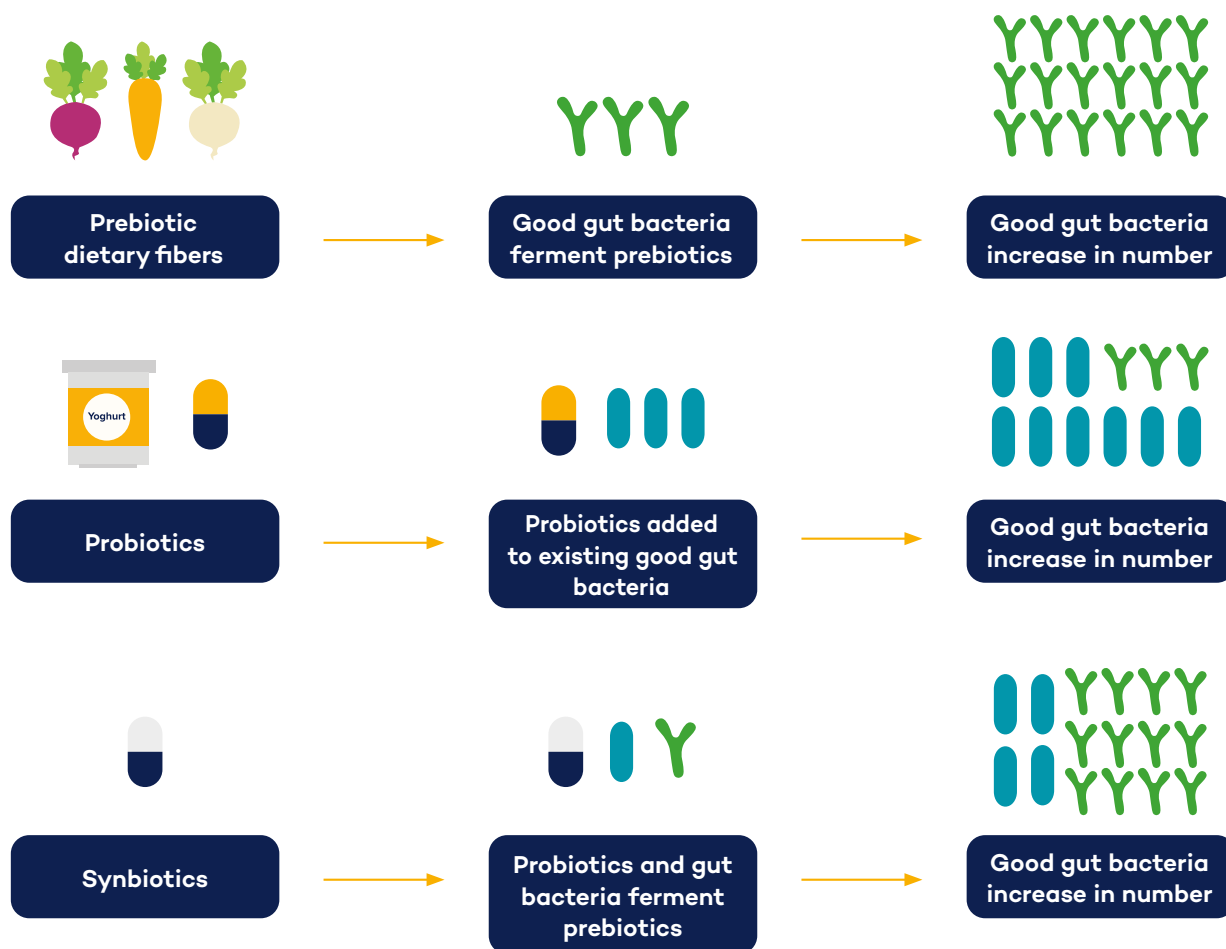 Prebiotic
dietary fibers
Good gut bacteria
ferment prebiotics
Good gut bacteria
increase in number
Yoghurt
Probiotics
Probiotics added
to existing good gut
bacteria
Good gut bacteria
increase in number
Synbiotics
Probiotics and gut
bacteria ferment
prebiotics
Good gut bacteria
increase in number